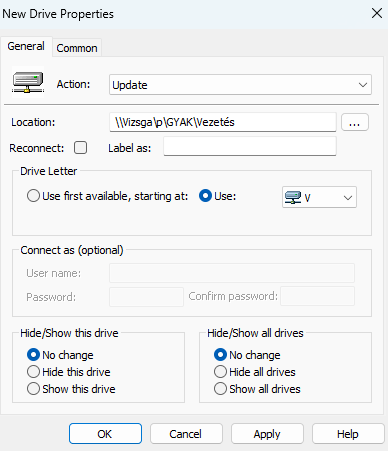 New Drive Properties
General Common
Action: Update
Location: \\Vizsga\p\GYAK\Vezetés ...
Reconnect: Label as:
Drive Letter
Use first available, starting at: Use: V
Connect as (optional)
User name:
Password: Confirm password:
Hide/Show this drive Hide/Show all drives
No change No change
Hide this drive Hide all drives
Show this drive Show all drives
OK Cancel Apply Help